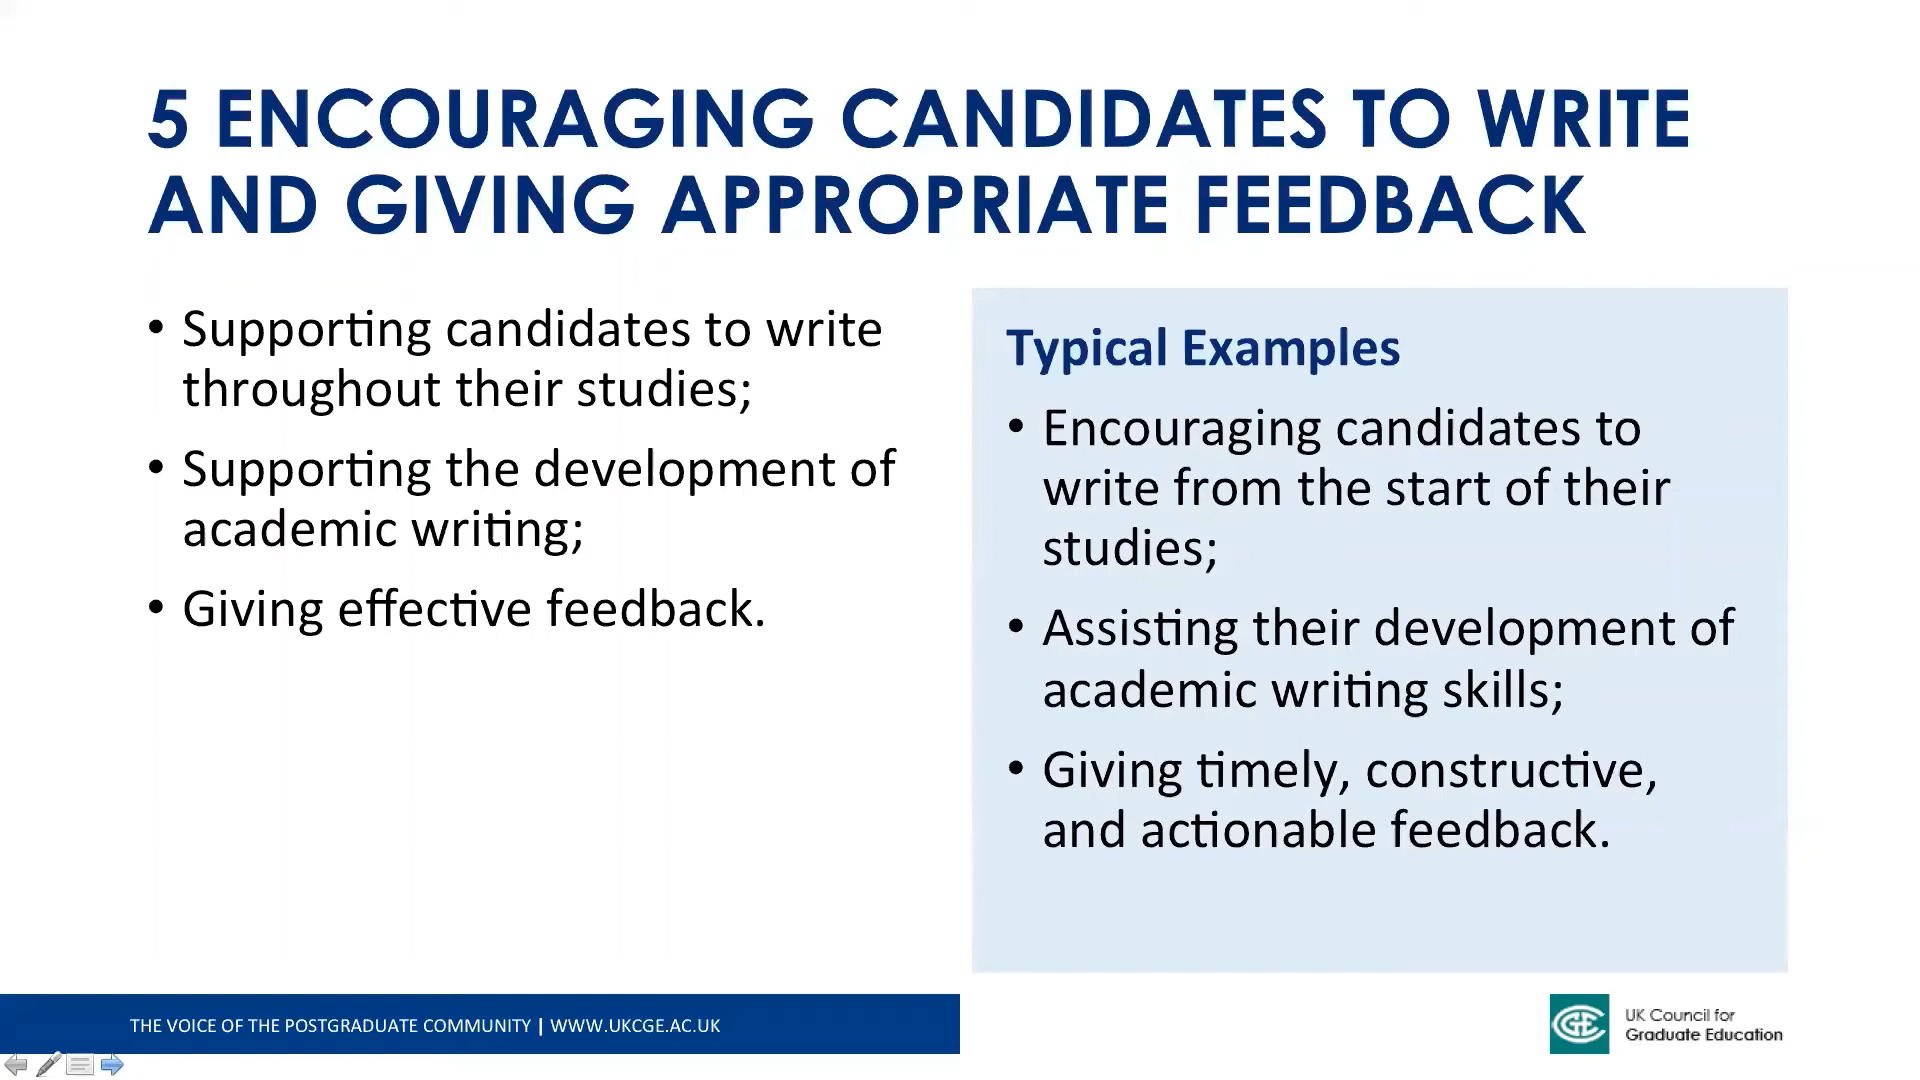 5 ENCOURAGING CANDIDATES TO WRITE
AND GIVING APPROPRIATE FEEDBACK
• Supporting candidates to write
throughout their studies;
• Supporting the development of
academic writing;
• Giving effective feedback.
Typical Examples
• Encouraging candidates to
write from the start of their
studies;
• Assisting their development of
academic writing skills;
• Giving timely, constructive,
and actionable feedback.
THE VOICE OF THE POSTGRADUATE COMMUNITY | WWW.UKCGE.AC.UK
CGE
UK Council for
Graduate Education